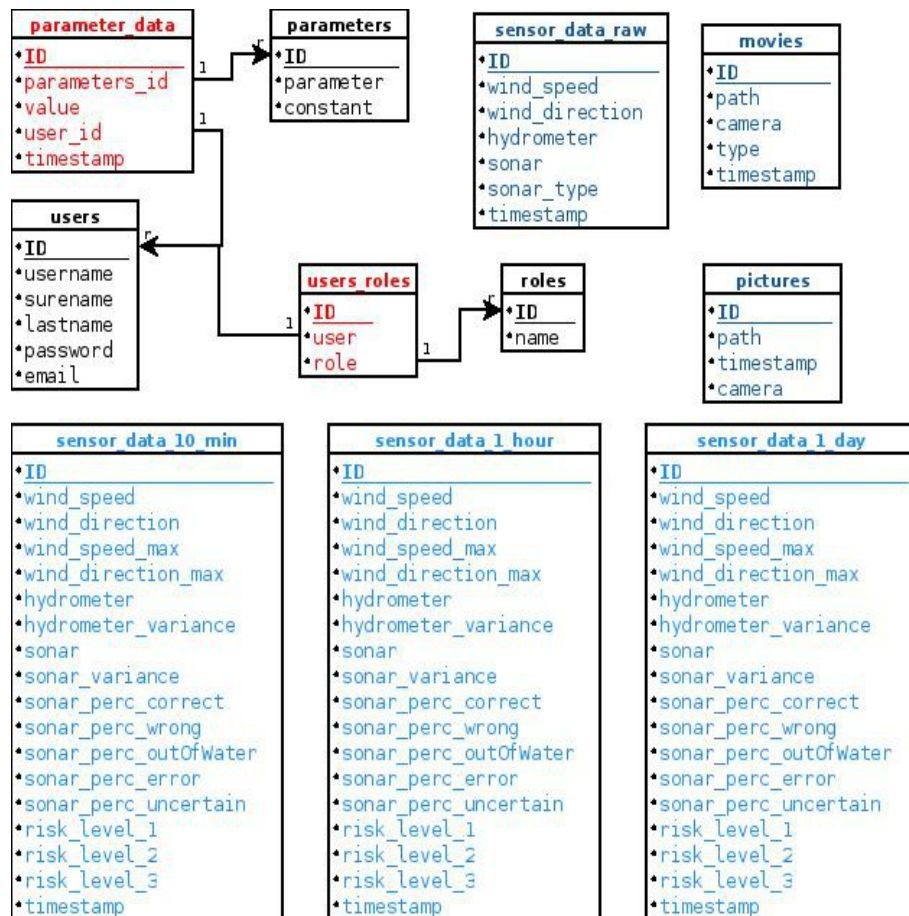 parameter_data
ID
parameters_id
value
user_id
timestamp
1
1
r
parameters
ID
parameter
constant
sensor_data_raw
ID
wind_speed
wind_direction
hydrometer
sonar
sonar_type
timestamp
movies
ID
path
camera
type
timestamp
users
ID
username
surename
lastname
password
email
r
1
users_roles
ID
user
role
1
r
roles
ID
name
pictures
ID
path
timestamp
camera
sensor_data_10_min
ID
wind_speed
wind_direction
wind_speed_max
wind_direction_max
hydrometer
hydrometer_variance
sonar
sonar_variance
sonar_perc_correct
sonar_perc_wrong
sonar_perc_outOfWater
sonar_perc_error
sonar_perc_uncertain
risk_level_1
risk_level_2
risk_level_3
timestamp
sensor_data_1_hour
ID
wind_speed
wind_direction
wind_speed_max
wind_direction_max
hydrometer
hydrometer_variance
sonar
sonar_variance
sonar_perc_correct
sonar_perc_wrong
sonar_perc_outOfWater
sonar_perc_error
sonar_perc_uncertain
risk_level_1
risk_level_2
risk_level_3
timestamp
sensor_data_1_day
ID
wind_speed
wind_direction
wind_speed_max
wind_direction_max
hydrometer
hydrometer_variance
sonar
sonar_variance
sonar_perc_correct
sonar_perc_wrong
sonar_perc_outOfWater
sonar_perc_error
sonar_perc_uncertain
risk_level_1
risk_level_2
risk_level_3
timestamp